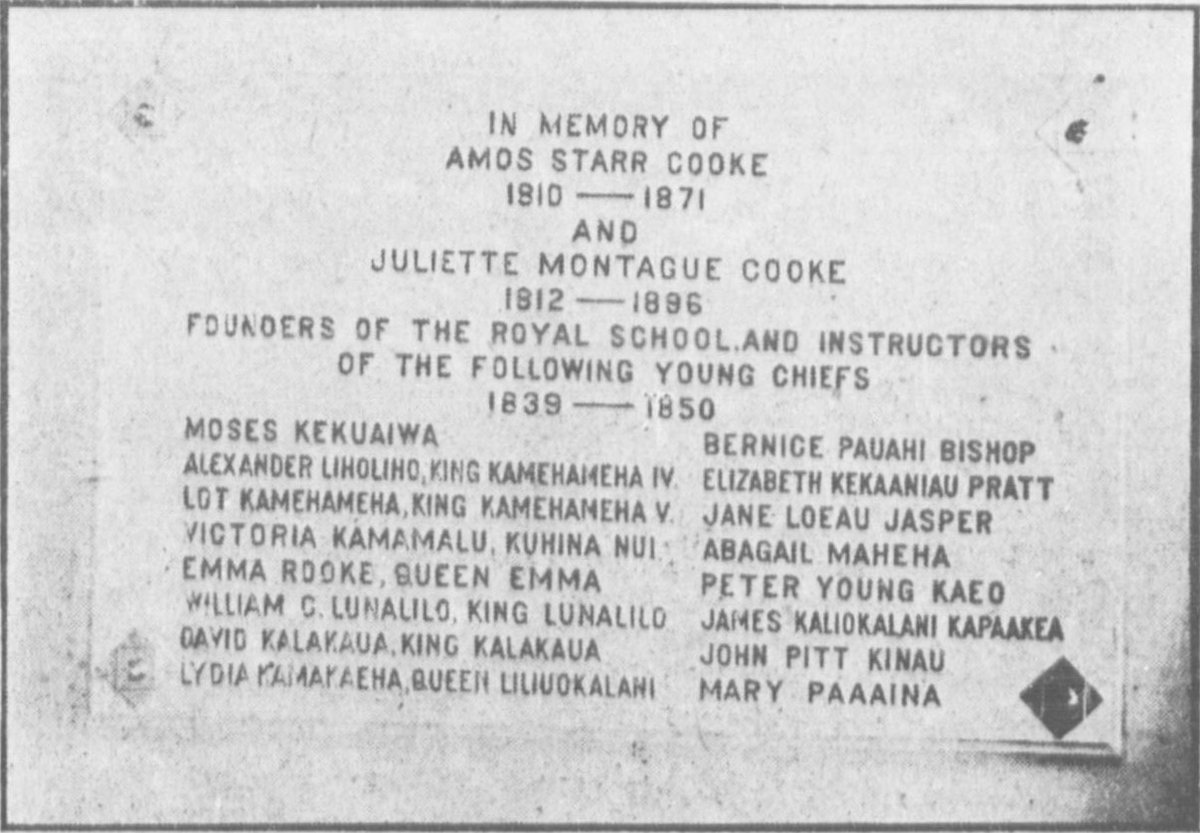 IN MEMORY OF
AMOS STARR COOKE
1810 — 1871
AND
JULIETTE MONTAGUE COOKE
1812 — 1896
FOUNDERS OF THE ROYAL SCHOOL. AND INSTRUCTORS
OF THE FOLLOWING YOUNG CHIEFS
1839 — 1850
MOSES KEKUAIWA
ALEXANDER LIHOLIHO, KING KAMEHAMEHA IV.
LOT KAMEHAMEHA, KING KAMEHAMEHA V.
VICTORIA KAMAMALU, KUHINA NUI
EMMA ROOKE, QUEEN EMMA
WILLIAM C. LUNALILO, KING LUNALILO
DAVID KALAKAUA, KING KALAKAUA
LYDIA KAMAKAEHA, QUEEN LILIUOKALANI
BERNICE PAUAHI BISHOP
ELIZABETH KEKAANIAU PRATT
JANE LOEAU JASPER
ABAGAIL MAHEHA
PETER YOUNG KAEO
JAMES KALIOKALANI KAPAAKEA
JOHN PITT KINAU
MARY PAAAINA